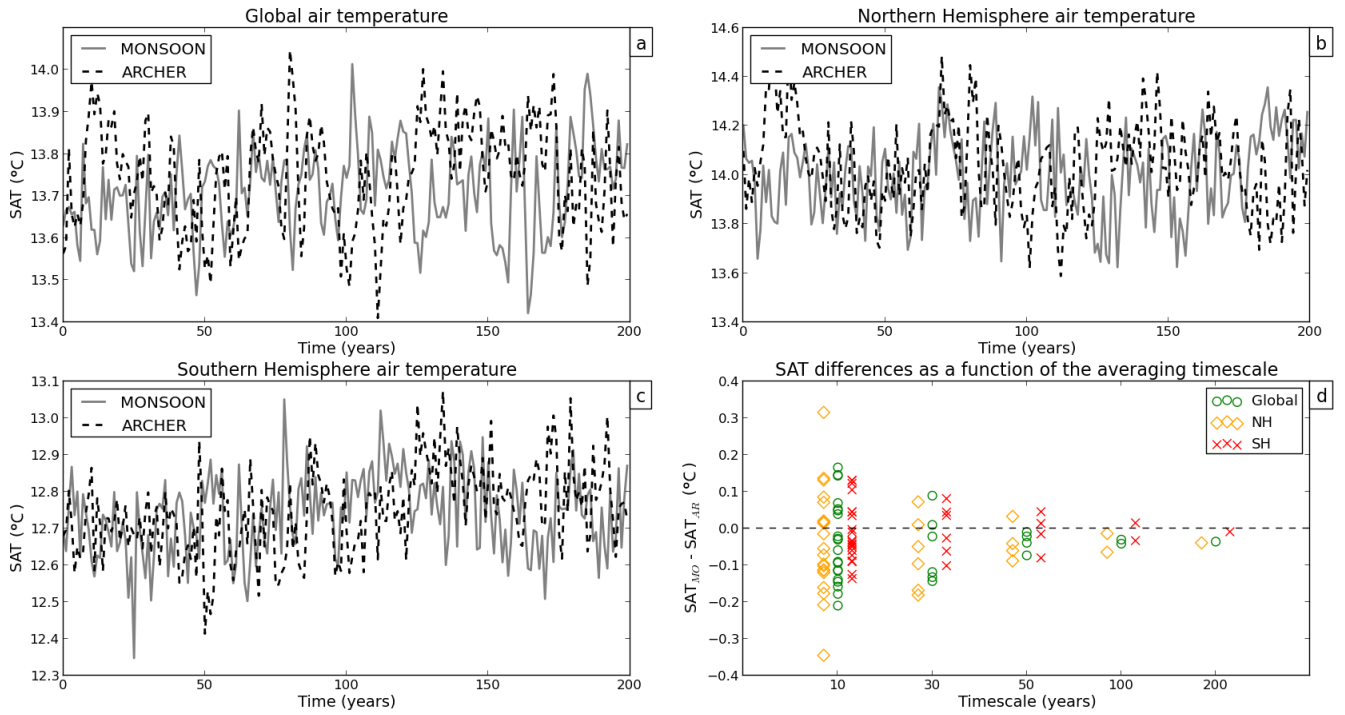 Global air temperature
MONSOON
ARCHER
a
SAT (°C )
14.0
13.9
13.8
13.7
13.6
13.5
13.4
0
50
100
150
200
Time (years)
Northern Hemisphere air temperature
MONSOON
ARCHER
b
SAT (°C )
14.6
14.4
14.2
14.0
13.8
13.6
13.4
0
50
100
150
200
Time (years)
Southern Hemisphere air temperature
MONSOON
ARCHER
c
SAT (°C )
13.1
13.0
12.9
12.8
12.7
12.6
12.5
12.4
12.3
0
50
100
150
200
Time (years)
SAT differences as a function of the averaging timescale
Global
NH
SH
d
SAT_MO - SAT_AR (°C )
0.4
0.3
0.2
0.1
0.0
−0.1
−0.2
−0.3
−0.4
10
30
50
100
200
Timescale (years)